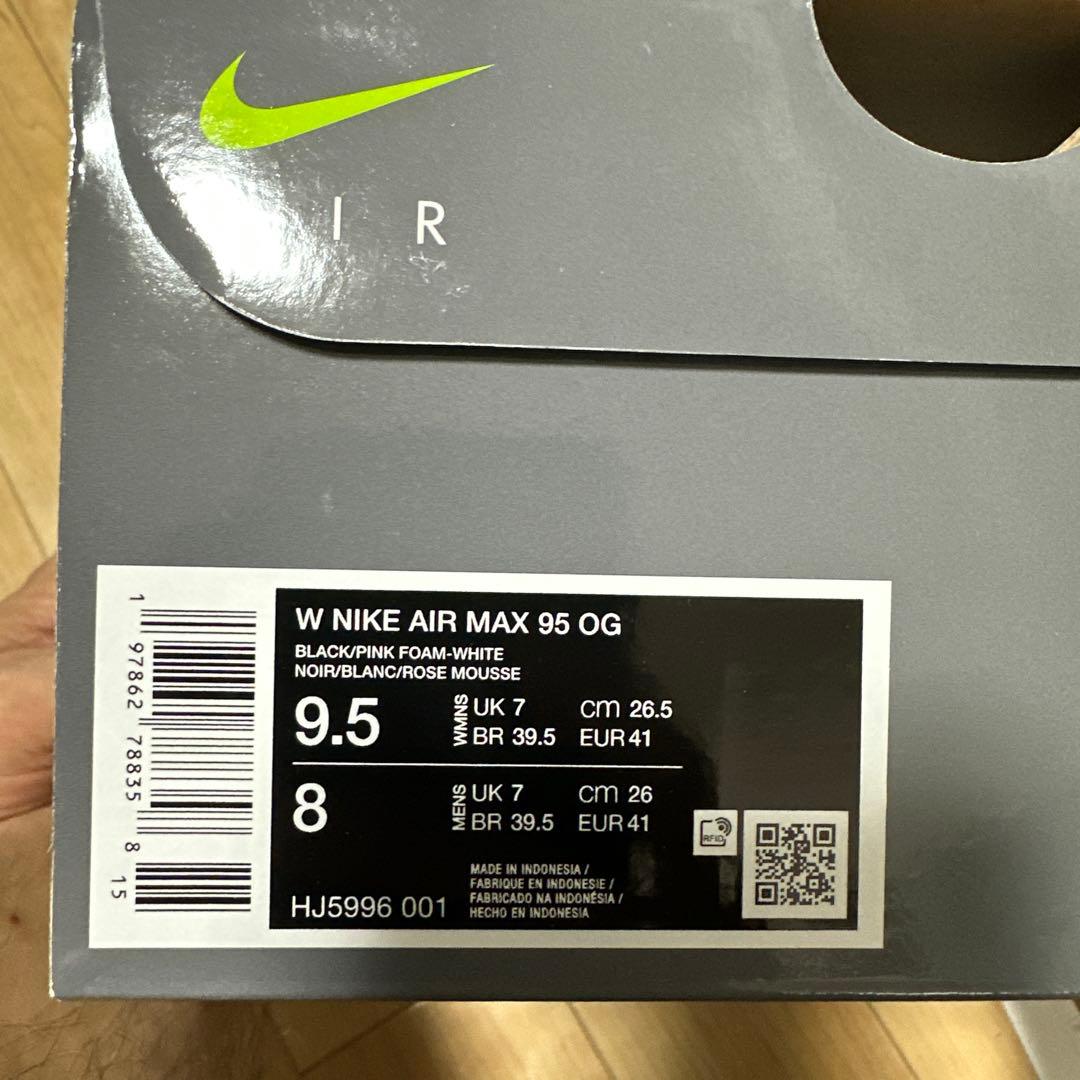 I R
W NIKE AIR MAX 95 OG
BLACK/PINK FOAM-WHITE
NOIR/BLANC/ROSE MOUSSE
9.5 WMNS UK 7 cm 26.5
BR 39.5 EUR 41
8 MENS UK 7 cm 26
BR 39.5 EUR 41
RFID
MADE IN INDONESIA /
FABRIQUE EN INDONESIE /
FABRICADO NA INDONÉSIA /
HJ5996 001 HECHO EN INDONESIA
1 97862 78835 8 15